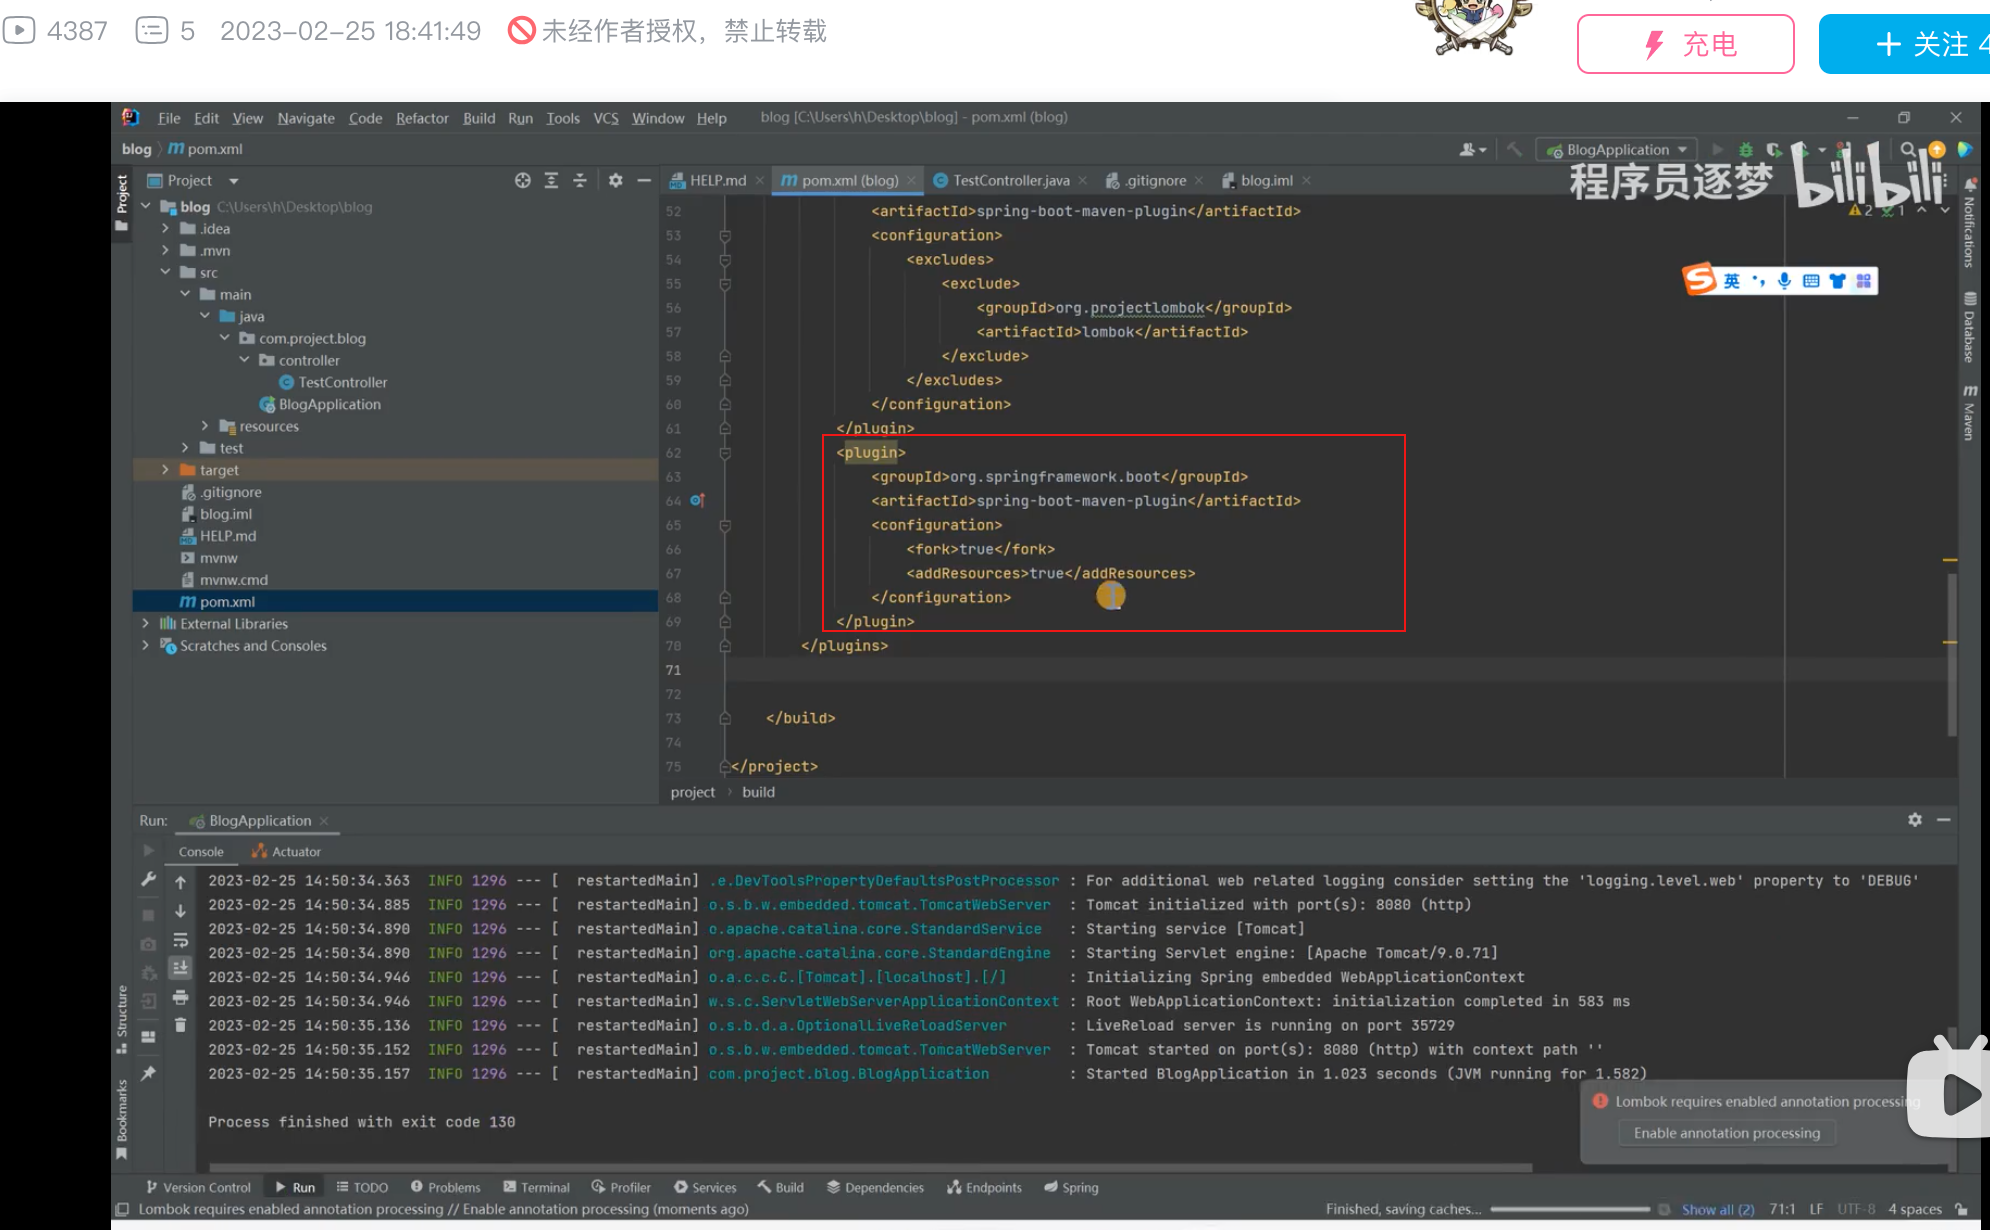 4387 5 2023-02-25 18:41:49 未经作者授权，禁止转载
充电
+ 关注 4
File Edit View Navigate Code Refactor Build Run Tools VCS Window Help blog [C:\Users\h\Desktop\blog] - pom.xml (blog)
blog pom.xml
BlogApplication
程序员逐梦 bilibili
Project
Project
HELP.md pom.xml (blog) TestController.java .gitignore blog.iml
2 1
Notifications
Database
Maven
英
blog C:\Users\h\Desktop\blog
.idea
.mvn
src
main
java
com.project.blog
controller
TestController
BlogApplication
resources
test
target
.gitignore
blog.iml
HELP.md
mvnw
mvnw.cmd
pom.xml
External Libraries
Scratches and Consoles
52 <artifactId>spring-boot-maven-plugin</artifactId>
53 <configuration>
54 <excludes>
55 <exclude>
56 <groupId>org.projectlombok</groupId>
57 <artifactId>lombok</artifactId>
58 </exclude>
59 </excludes>
60 </configuration>
61 </plugin>
62 <plugin>
63 <groupId>org.springframework.boot</groupId>
64 <artifactId>spring-boot-maven-plugin</artifactId>
65 <configuration>
66 <fork>true</fork>
67 <addResources>true</addResources>
68 </configuration>
69 </plugin>
70 </plugins>
71
72
73 </build>
74
75 </project>
project › build
Run: BlogApplication
Console Actuator
2023-02-25 14:50:34.363 INFO 1296 --- [ restartedMain] .e.DevToolsPropertyDefaultsPostProcessor : For additional web related logging consider setting the 'logging.level.web' property to 'DEBUG'
2023-02-25 14:50:34.885 INFO 1296 --- [ restartedMain] o.s.b.w.embedded.tomcat.TomcatWebServer : Tomcat initialized with port(s): 8080 (http)
2023-02-25 14:50:34.890 INFO 1296 --- [ restartedMain] o.apache.catalina.core.StandardService : Starting service [Tomcat]
2023-02-25 14:50:34.890 INFO 1296 --- [ restartedMain] org.apache.catalina.core.StandardEngine : Starting Servlet engine: [Apache Tomcat/9.0.71]
2023-02-25 14:50:34.946 INFO 1296 --- [ restartedMain] o.a.c.c.C.[Tomcat].[localhost].[/] : Initializing Spring embedded WebApplicationContext
2023-02-25 14:50:34.946 INFO 1296 --- [ restartedMain] w.s.c.ServletWebServerApplicationContext : Root WebApplicationContext: initialization completed in 583 ms
2023-02-25 14:50:35.136 INFO 1296 --- [ restartedMain] o.s.b.d.a.OptionalLiveReloadServer : LiveReload server is running on port 35729
2023-02-25 14:50:35.152 INFO 1296 --- [ restartedMain] o.s.b.w.embedded.tomcat.TomcatWebServer : Tomcat started on port(s): 8080 (http) with context path ''
2023-02-25 14:50:35.157 INFO 1296 --- [ restartedMain] com.project.blog.BlogApplication : Started BlogApplication in 1.023 seconds (JVM running for 1.582)
Process finished with exit code 130
Structure
Bookmarks
Lombok requires enabled annotation processing
Enable annotation processing
Version Control Run TODO Problems Terminal Profiler Services Build Dependencies Endpoints Spring
Lombok requires enabled annotation processing // Enable annotation processing (moments ago) Finished, saving caches... Show all (2) 71:1 LF UTF-8 4 spaces